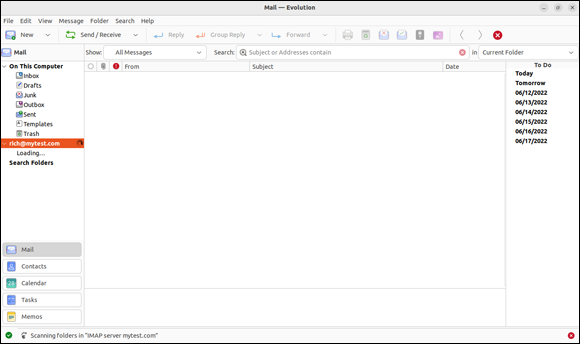 Mail — Evolution
File Edit View Message Folder Search Help
New Send / Receive Reply Group Reply Forward
Mail Show: All Messages Search: Subject or Addresses contain in Current Folder
From Subject Date
On This Computer
Inbox
Drafts
Junk
Outbox
Sent
Templates
Trash
rich@mytest.com
Loading...
Search Folders
To Do
Today
Tomorrow
06/12/2022
06/13/2022
06/14/2022
06/15/2022
06/16/2022
06/17/2022
Mail
Contacts
Calendar
Tasks
Memos
Scanning folders in "IMAP server mytest.com"